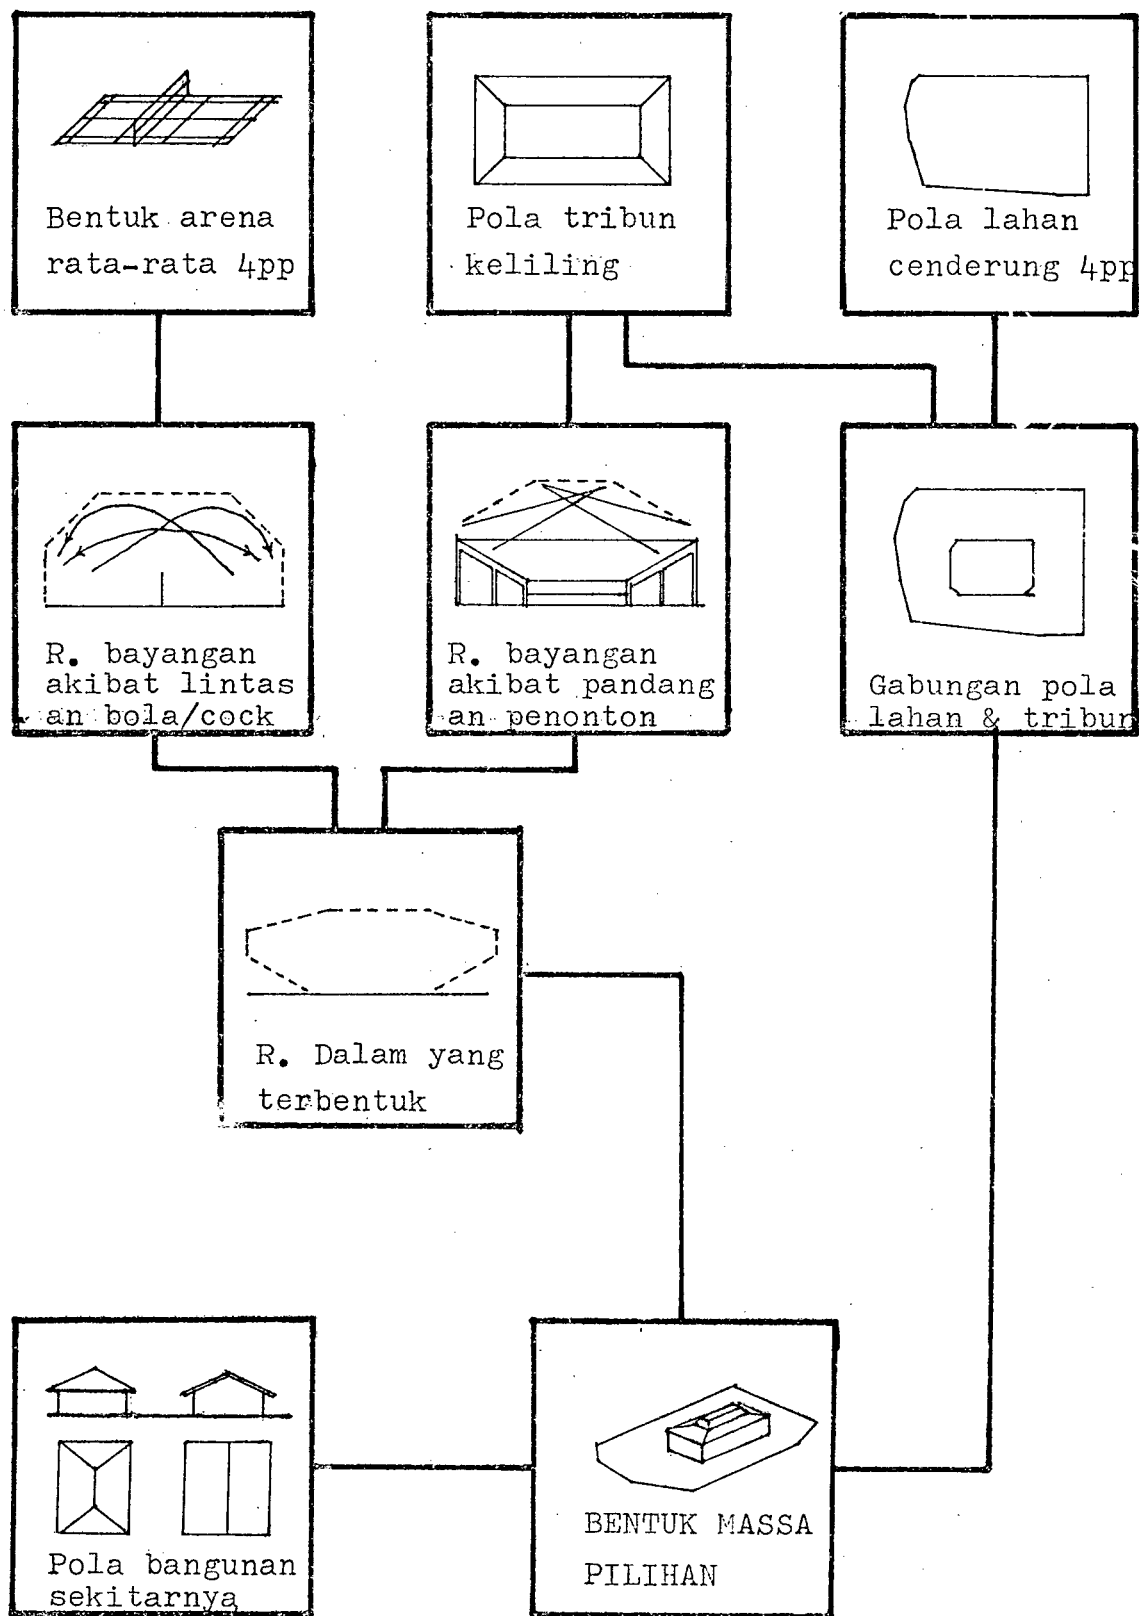 Bentuk arena
rata-rata 4pp
Pola tribun
keliling
Pola lahan
cenderung 4pp
R. bayangan
akibat lintas
an bola/cock
R. bayangan
akibat pandang
an penonton
Gabungan pola
lahan & tribun
R. Dalam yang
terbentuk
Pola bangunan
sekitarnya
BENTUK MASSA
PILIHAN